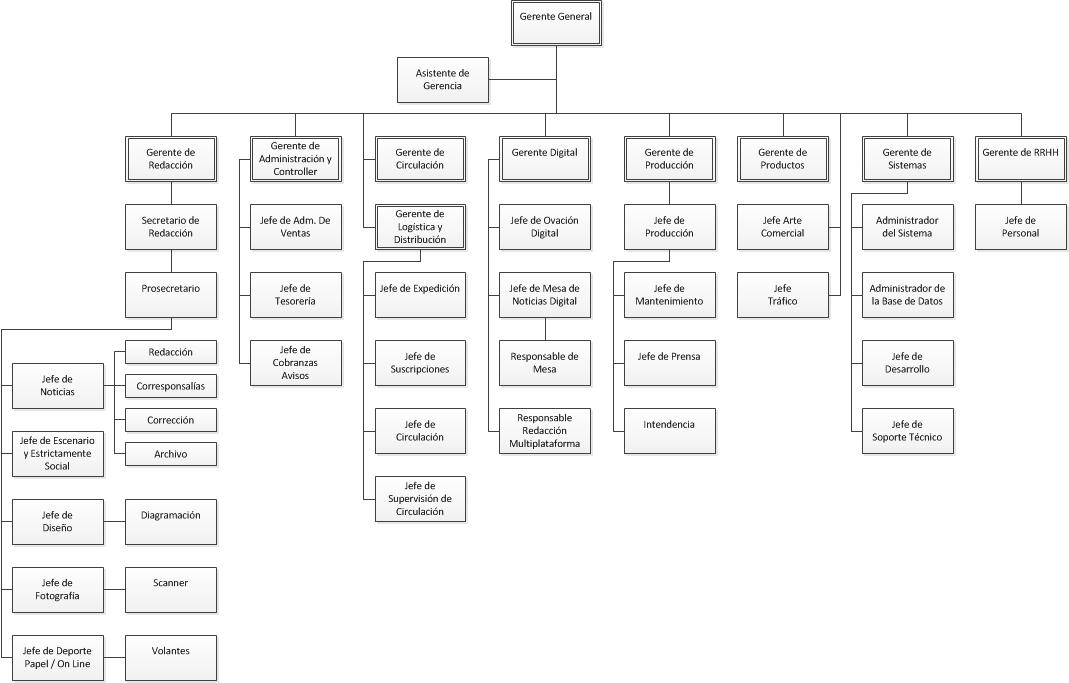 Gerente General
Asistente de
Gerencia
Gerente de
Redacción
Gerente de
Administración y
Controller
Gerente de
Circulación
Gerente Digital
Gerente de
Producción
Gerente de
Productos
Gerente de
Sistemas
Gerente de RRHH
Secretario de
Redacción
Jefe de Adm. De
Ventas
Gerente de
Logistica y
Distribución
Jefe de Ovación
Digital
Jefe de
Producción
Jefe Arte
Comercial
Administrador
del Sistema
Jefe de
Personal
Prosecretario
Jefe de
Tesorería
Jefe de Expedición
Jefe de Mesa de
Noticias Digital
Jefe de
Mantenimiento
Jefe
Tráfico
Administrador de
la Base de Datos
Redacción
Jefe de
Noticias
Corresponsalías
Corrección
Archivo
Jefe de
Cobranzas
Avisos
Jefe de
Suscripciones
Responsable de
Mesa
Jefe de Prensa
Jefe de
Desarrollo
Jefe de Escenario
y Estrictamente
Social
Jefe de
Circulación
Responsable
Redacción
Multiplataforma
Intendencia
Jefe de
Soporte Técnico
Jefe de
Diseño
Diagramación
Jefe de
Supervisión de
Circulación
Jefe de
Fotografía
Scanner
Jefe de Deporte
Papel / On Line
Volantes